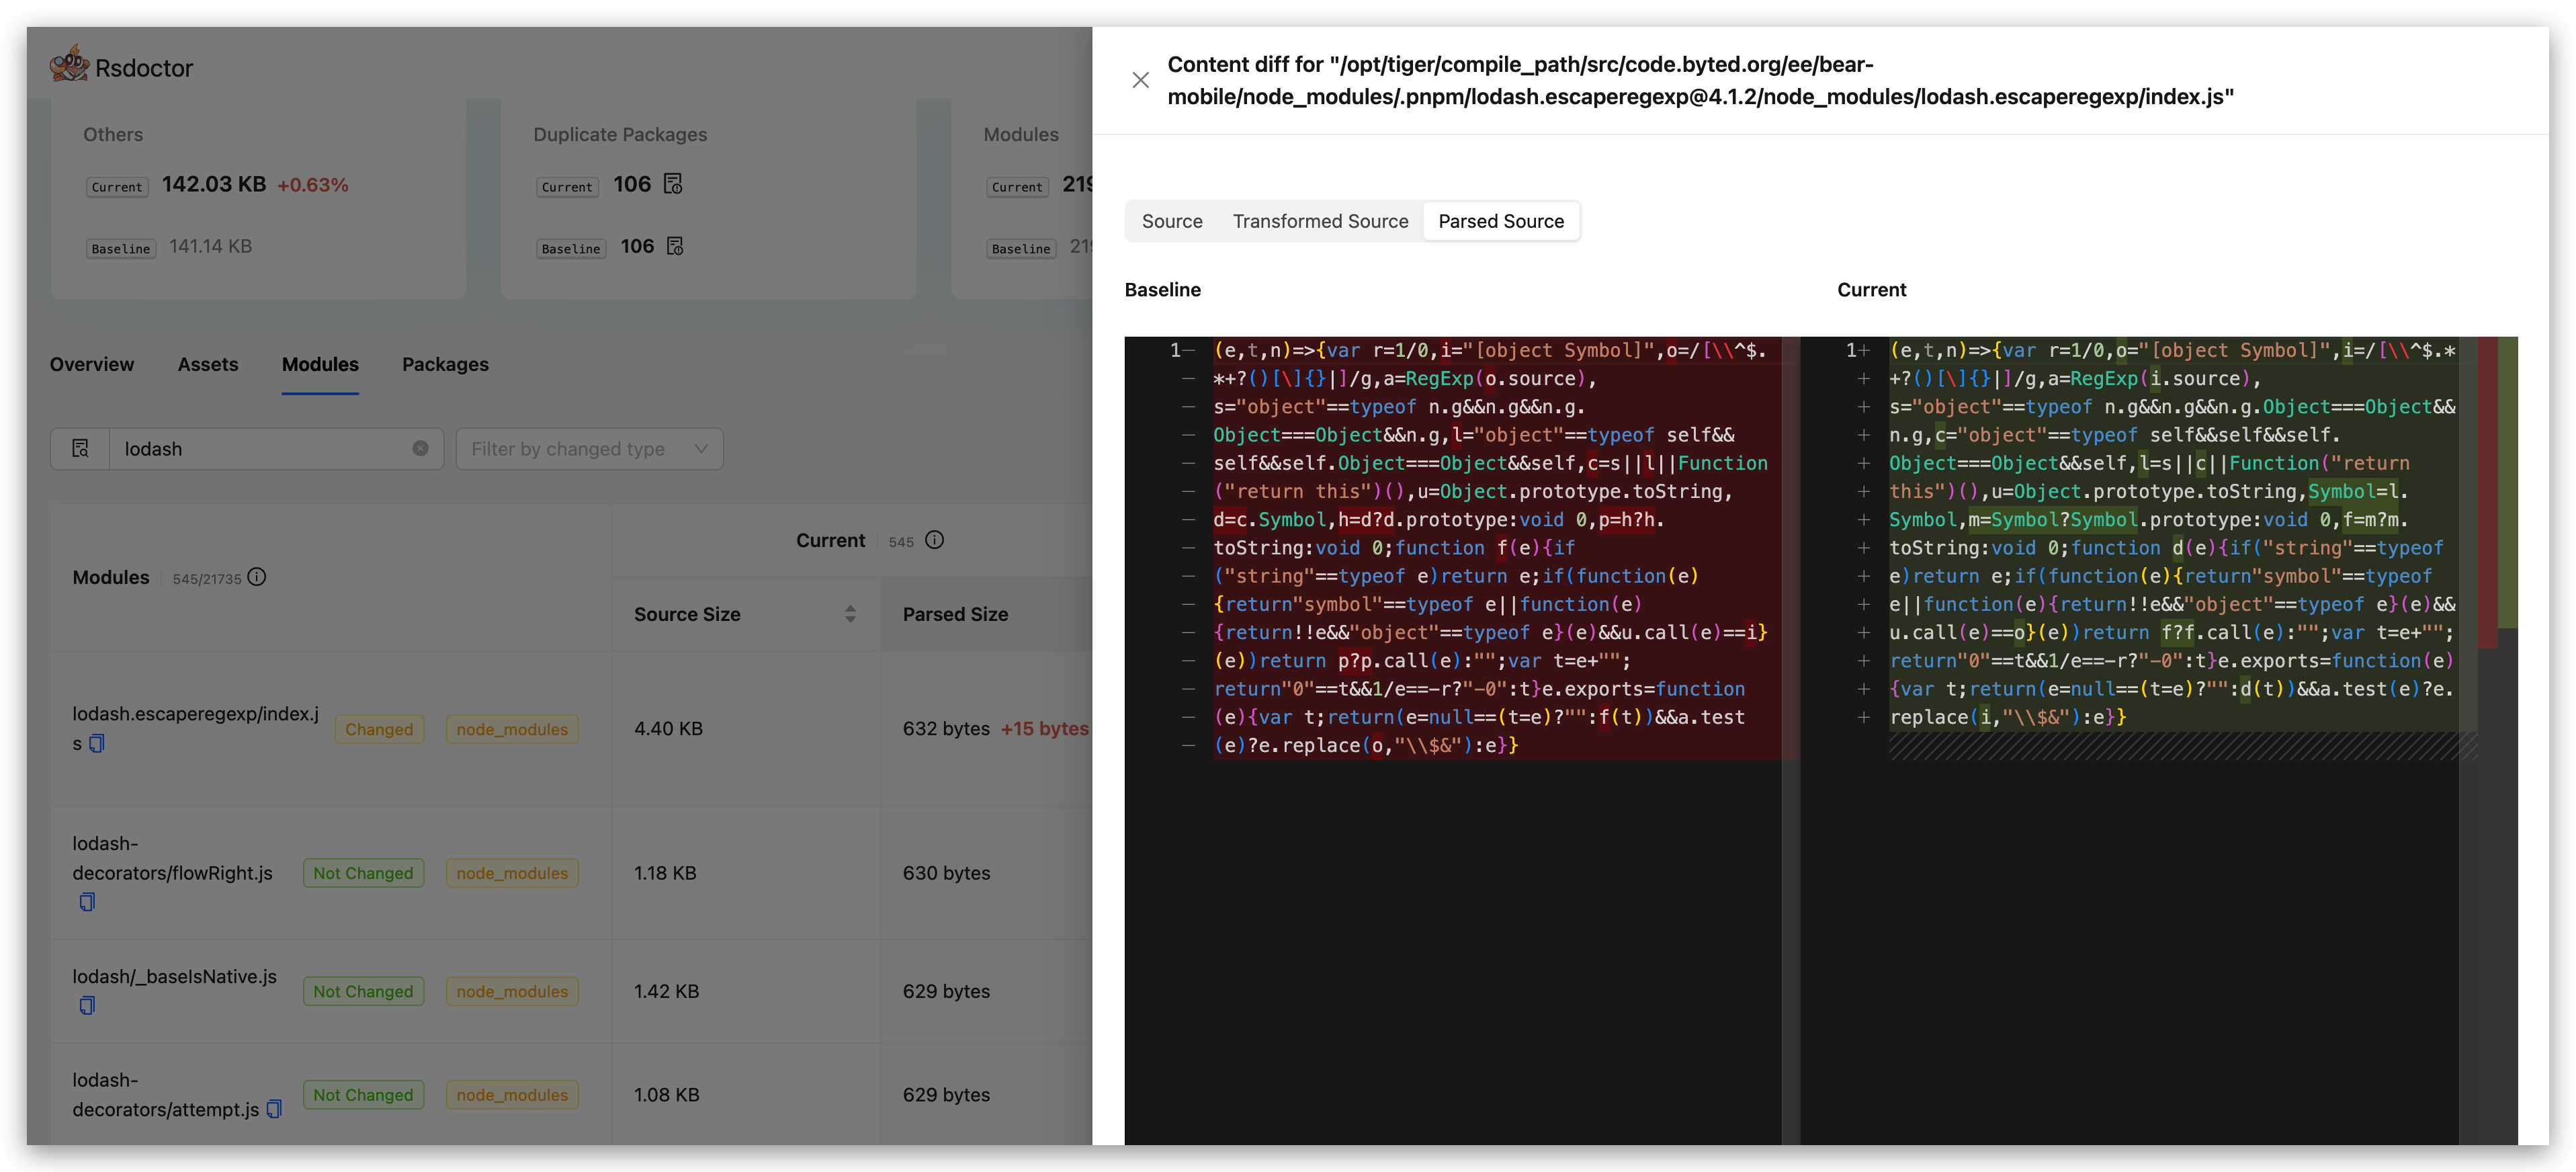 Rsdoctor
Others
Current 142.03 KB +0.63%
Baseline 141.14 KB
Duplicate Packages
Current 106
Baseline 106
Modules
Current 219
Baseline 219
Overview Assets Modules Packages
lodash
Filter by changed type
Modules 545/21735
Current 545
Source Size
Parsed Size
lodash.escaperegexp/index.j
s
Changed
node_modules
4.40 KB
632 bytes +15 bytes
lodash-
decorators/flowRight.js
Not Changed
node_modules
1.18 KB
630 bytes
lodash/_baseIsNative.js
Not Changed
node_modules
1.42 KB
629 bytes
lodash-
decorators/attempt.js
Not Changed
node_modules
1.08 KB
629 bytes
Content diff for "/opt/tiger/compile_path/src/code.byted.org/ee/bear-
mobile/node_modules/.pnpm/lodash.escaperegexp@4.1.2/node_modules/lodash.escaperegexp/index.js"
Source Transformed Source Parsed Source
Baseline
1— (e,t,n)=>{var r=1/0,i="[object Symbol]",o=/[\\^$.
— *+?()[\]{}|]/g,a=RegExp(o.source),
— s="object"==typeof n.g&&n.g&&n.g.
— Object===Object&&n.g,l="object"==typeof self&&
— self&&self.Object===Object&&self,c=s||l||Function
— ("return this")(),u=Object.prototype.toString,
— d=c.Symbol,h=d?d.prototype:void 0,p=h?h.
— toString:void 0;function f(e){if
— ("string"==typeof e)return e;if(function(e)
— {return"symbol"==typeof e||function(e)
— {return!!e&&"object"==typeof e}(e)&&u.call(e)==i}
— (e))return p?p.call(e):"";var t=e+"";
— return"0"==t&&1/e==-r?"-0":t}e.exports=function
— (e){var t;return(e=null==(t=e)?"":f(t))&&a.test
— (e)?e.replace(o,"\\$&"):e}}
Current
1+ (e,t,n)=>{var r=1/0,o="[object Symbol]",i=/[\\^$.*
+ +?()[\]{}|]/g,a=RegExp(i.source),
+ s="object"==typeof n.g&&n.g&&n.g.Object===Object&&
+ n.g,c="object"==typeof self&&self&&self.
+ Object===Object&&self,l=s||c||Function("return
+ this")(),u=Object.prototype.toString,Symbol=l.
+ Symbol,m=Symbol?Symbol.prototype:void 0,f=m?m.
+ toString:void 0;function d(e){if("string"==typeof
+ e)return e;if(function(e){return"symbol"==typeof
+ e||function(e){return!!e&&"object"==typeof e}(e)&&
+ u.call(e)==o}(e))return f?f.call(e):"";var t=e+"";
+ return"0"==t&&1/e==-r?"-0":t}e.exports=function(e)
+ {var t;return(e=null==(t=e)?"":d(t))&&a.test(e)?e.
+ replace(i,"\\$&"):e}}